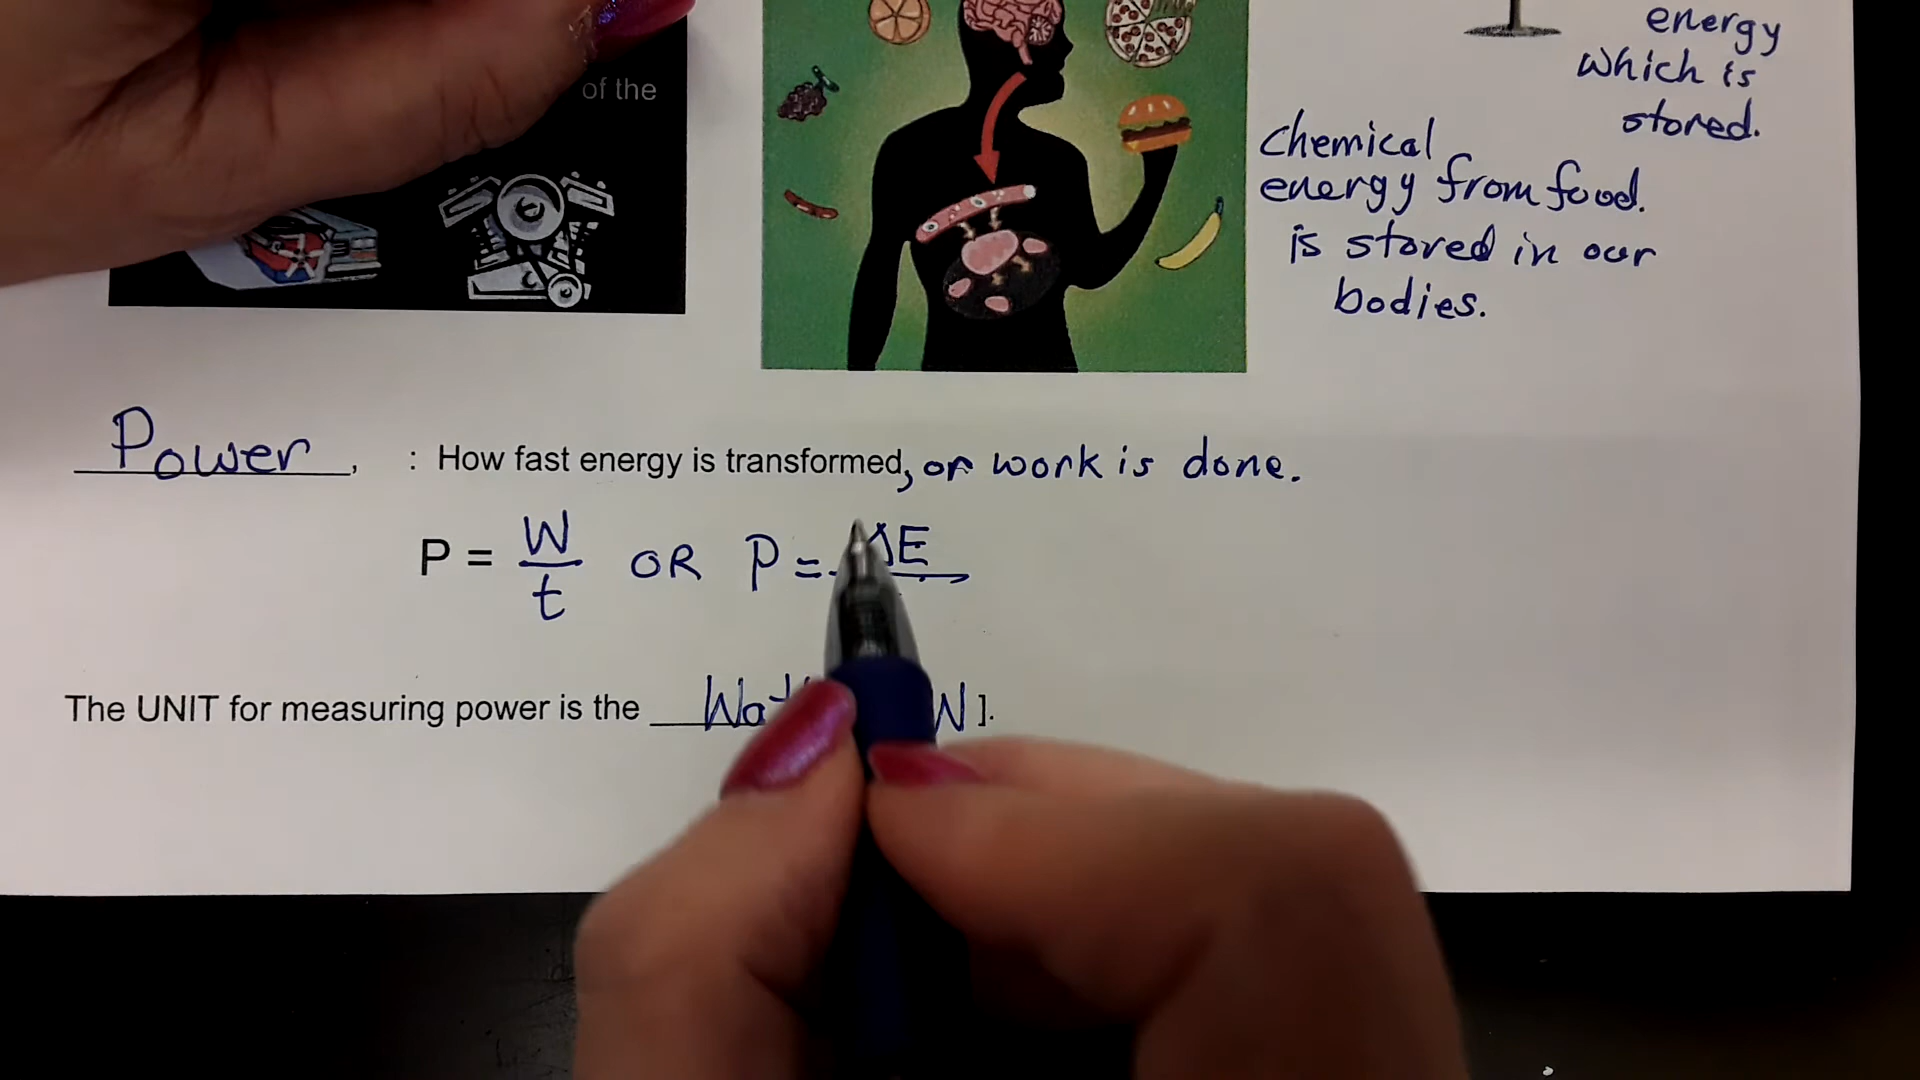 of the
energy
which is
stored.
chemical
energy from food.
is stored in our
bodies.
Power, : How fast energy is transformed, or work is done.
P = W/t OR P = ΔE
The UNIT for measuring power is the W].